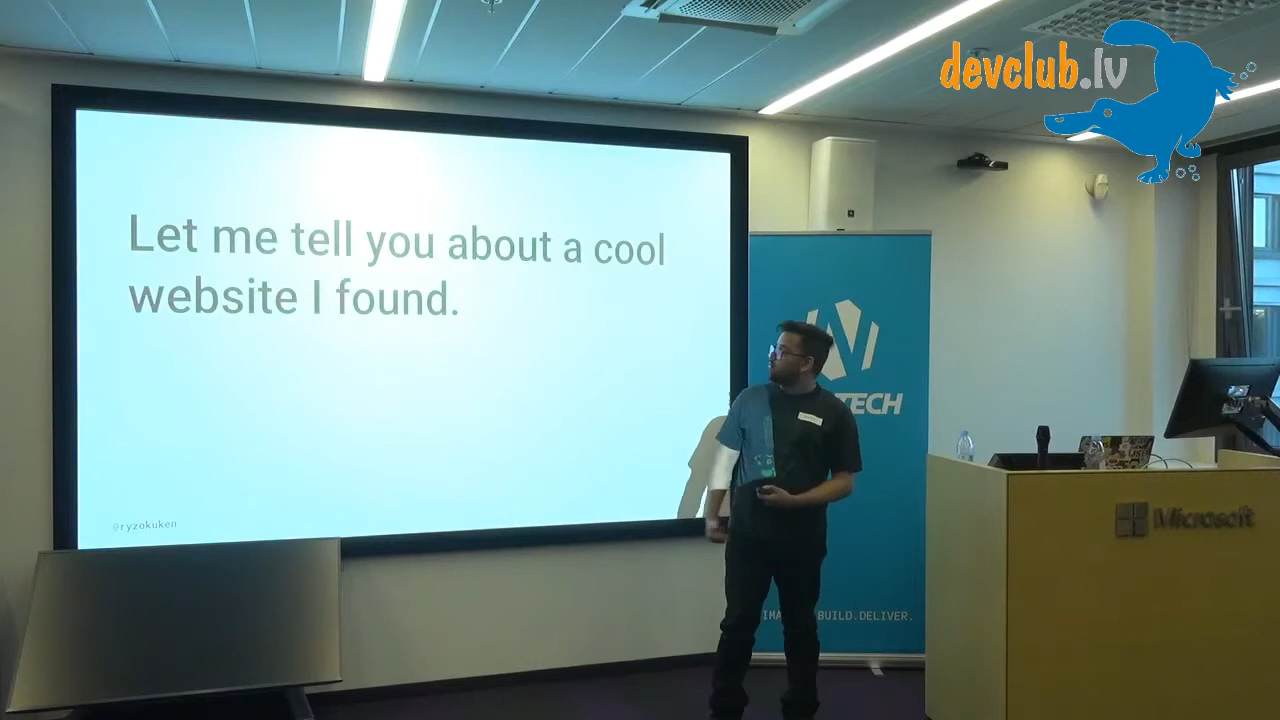 devclub.lv
Let me tell you about a cool
website I found.
TECH
@ryzokuken
Microsoft
BUILD.DELIVER.